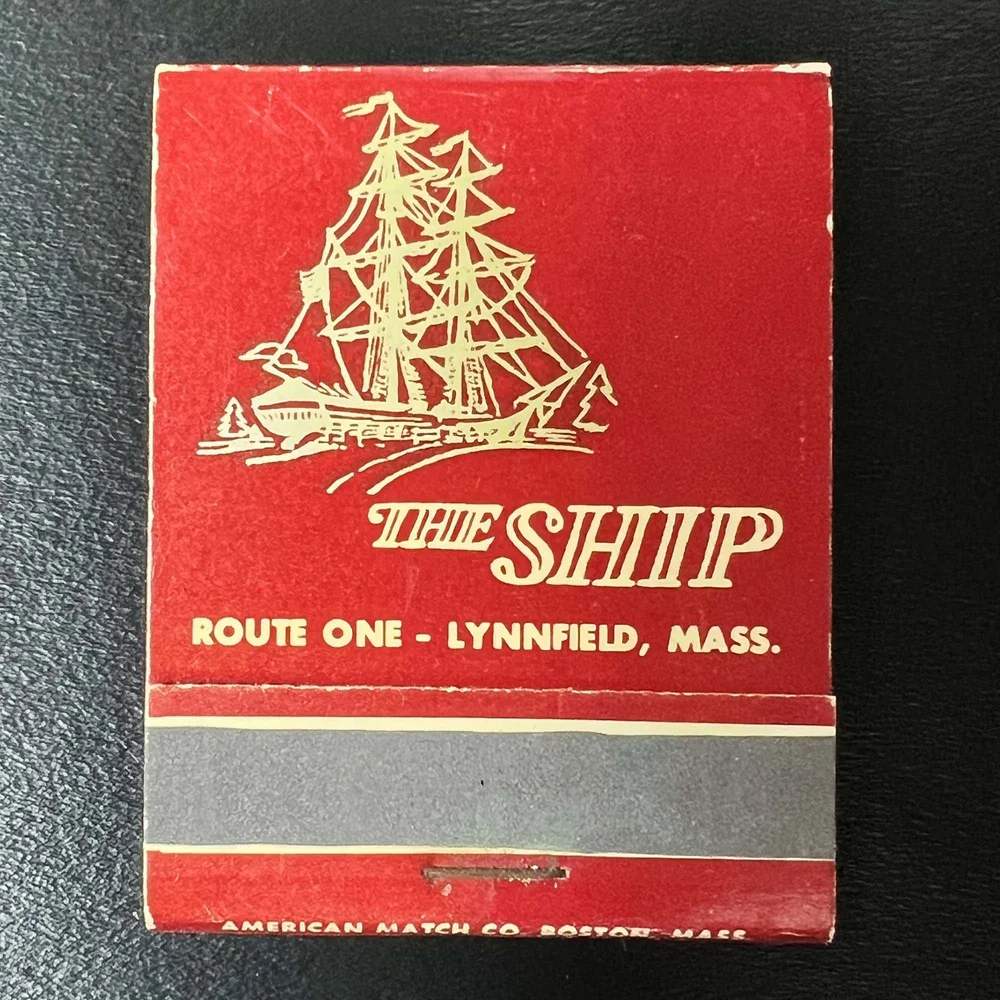 THE SHIP
ROUTE ONE - LYNNFIELD, MASS.
AMERICAN MATCH CO. BOSTON, MASS